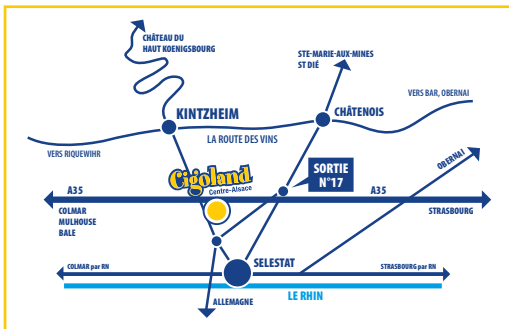 CHÂTEAU DU
HAUT KOENIGSBOURG
STE-MARIE-AUX-MINES
ST DIÉ
KINTZHEIM
CHÂTENOIS
VERS BAR, OBERNAI
LA ROUTE DES VINS
VERS RIQUEWIHR
OBERNAI
Cigoland
Centre-Alsace
SORTIE
N°17
A35
A35
COLMAR
MULHOUSE
BALE
STRASBOURG
SELESTAT
COLMAR par RN
STRASBOURG par RN
LE RHIN
ALLEMAGNE